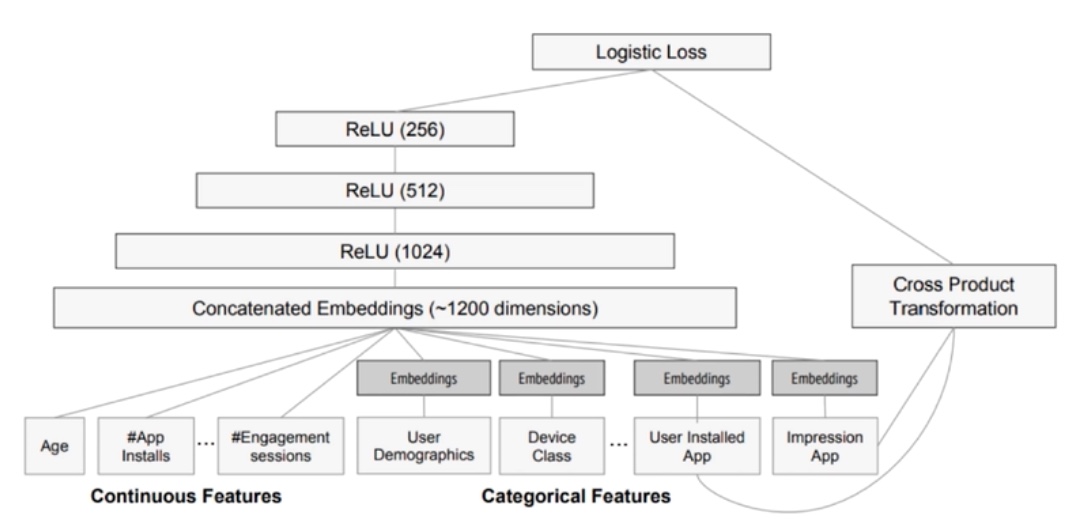 Logistic Loss
ReLU (256)
ReLU (512)
ReLU (1024)
Cross Product
Transformation
Concatenated Embeddings (~1200 dimensions)
Embeddings
Embeddings
Embeddings
Embeddings
Age
#App
Installs
...
#Engagement
sessions
User
Demographics
Device
Class
...
User Installed
App
Impression
App
Continuous Features
Categorical Features